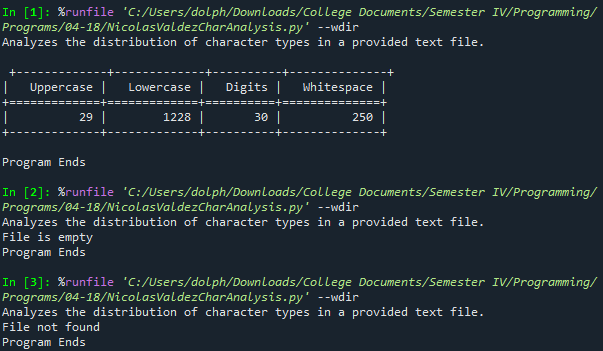 In [1]: %runfile 'C:/Users/dolph/Downloads/College Documents/Semester IV/Programming/
Programs/04-18/NicolasValdezCharAnalysis.py' --wdir
Analyzes the distribution of character types in a provided text file.
+-------------+-------------+----------+--------------+
|   Uppercase |   Lowercase |   Digits |   Whitespace |
+=============+=============+==========+==============+
|          29 |        1228 |       30 |          250 |
+-------------+-------------+----------+--------------+
Program Ends
In [2]: %runfile 'C:/Users/dolph/Downloads/College Documents/Semester IV/Programming/
Programs/04-18/NicolasValdezCharAnalysis.py' --wdir
Analyzes the distribution of character types in a provided text file.
File is empty
Program Ends
In [3]: %runfile 'C:/Users/dolph/Downloads/College Documents/Semester IV/Programming/
Programs/04-18/NicolasValdezCharAnalysis.py' --wdir
Analyzes the distribution of character types in a provided text file.
File not found
Program Ends